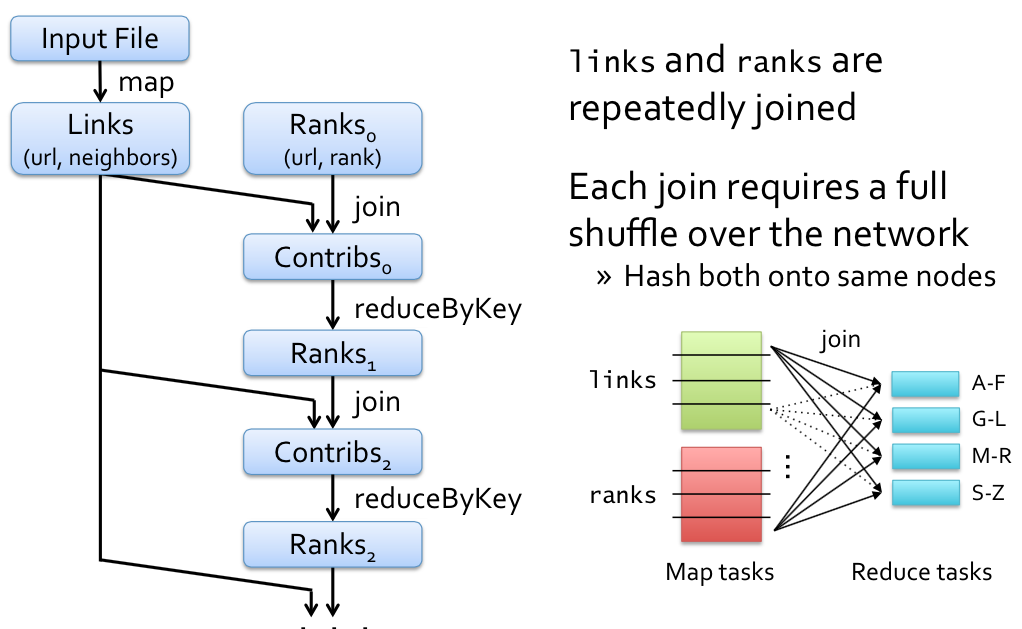 Input File
map
Links
(url, neighbors)
Ranks₀
(url, rank)
join
Contribs₀
reduceByKey
Ranks₁
join
Contribs₂
reduceByKey
Ranks₂
links and ranks are
repeatedly joined
Each join requires a full
shuffle over the network
» Hash both onto same nodes
join
links
ranks
⋮
A-F
G-L
M-R
S-Z
Map tasks
Reduce tasks